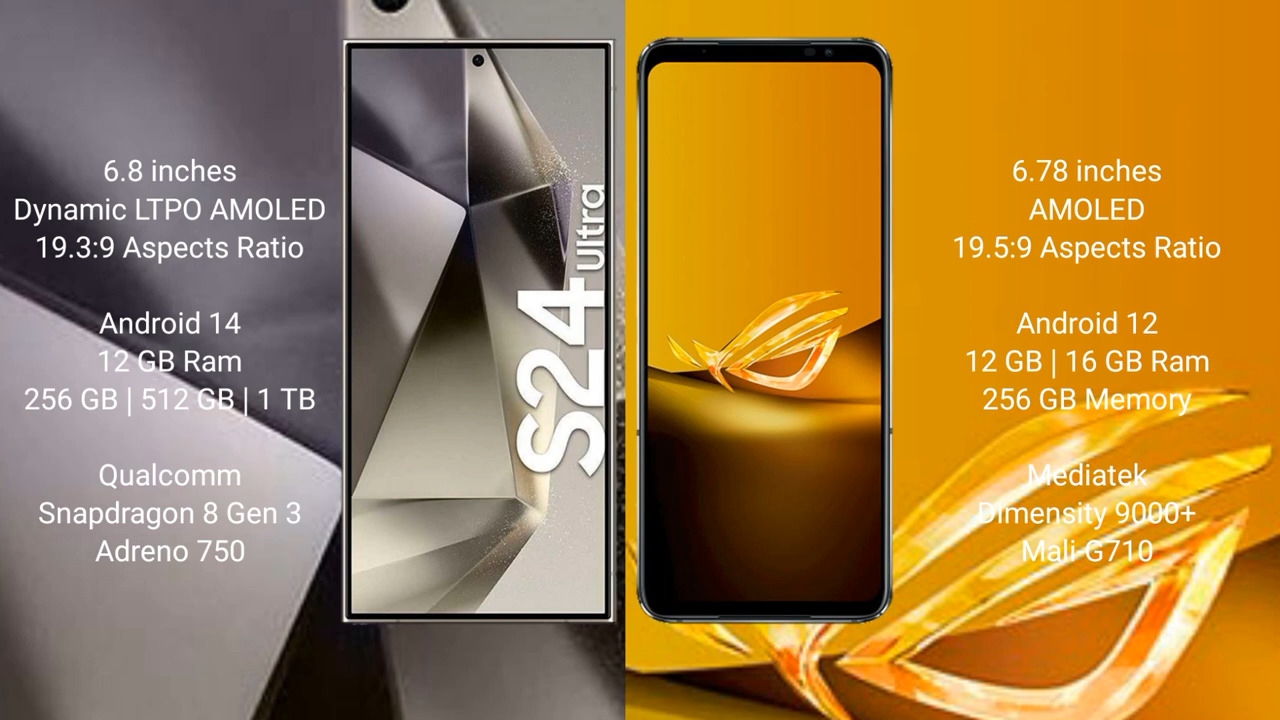 6.8 inches
Dynamic LTPO AMOLED
19.3:9 Aspects Ratio
Android 14
12 GB Ram
256 GB | 512 GB | 1 TB
Qualcomm
Snapdragon 8 Gen 3
Adreno 750
S24 Ultra
6.78 inches
AMOLED
19.5:9 Aspects Ratio
Android 12
12 GB | 16 GB Ram
256 GB Memory
Mediatek
Dimensity 9000+
Mali-G710